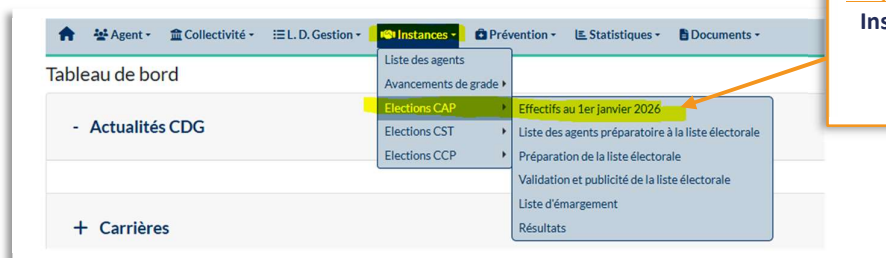 Ins
Agent Collectivité L. D. Gestion Instances Prévention Statistiques Documents
Tableau de bord
Liste des agents
Avancements de grade
Elections CAP
Elections CST
Elections CCP
Effectifs au 1er janvier 2026
Liste des agents préparatoire à la liste électorale
Préparation de la liste électorale
Validation et publicité de la liste électorale
Liste d'émargement
Résultats
- Actualités CDG
+ Carrières